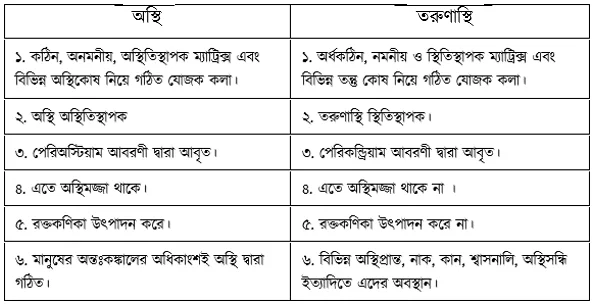 অস্থি
তরুণাস্থি
১. কঠিন, অনমনীয়, অস্থিতিস্থাপক ম্যাট্রিক্স এবং
বিভিন্ন অস্থিকোষ নিয়ে গঠিত যোজক কলা।
১. অর্ধকঠিন, নমনীয় ও স্থিতিস্থাপক ম্যাট্রিক্স এবং
বিভিন্ন তন্তু কোষ নিয়ে গঠিত যোজক কলা।
২. অস্থি অস্থিতিস্থাপক
২. তরুণাস্থি স্থিতিস্থাপক।
৩. পেরিঅস্টিয়াম আবরণী দ্বারা আবৃত।
৩. পেরিকন্ড্রিয়াম আবরণী দ্বারা আবৃত।
৪. এতে অস্থিমজ্জা থাকে।
৪. এতে অস্থিমজ্জা থাকে না ।
৫. রক্তকণিকা উৎপাদন করে।
৫. রক্তকণিকা উৎপাদন করে না।
৬. মানুষের অন্তঃকঙ্কালের অধিকাংশই অস্থি দ্বারা
গঠিত।
৬. বিভিন্ন অস্থিপ্রান্ত, নাক, কান, শ্বাসনালি, অস্থিসন্ধি
ইত্যাদিতে এদের অবস্থান।